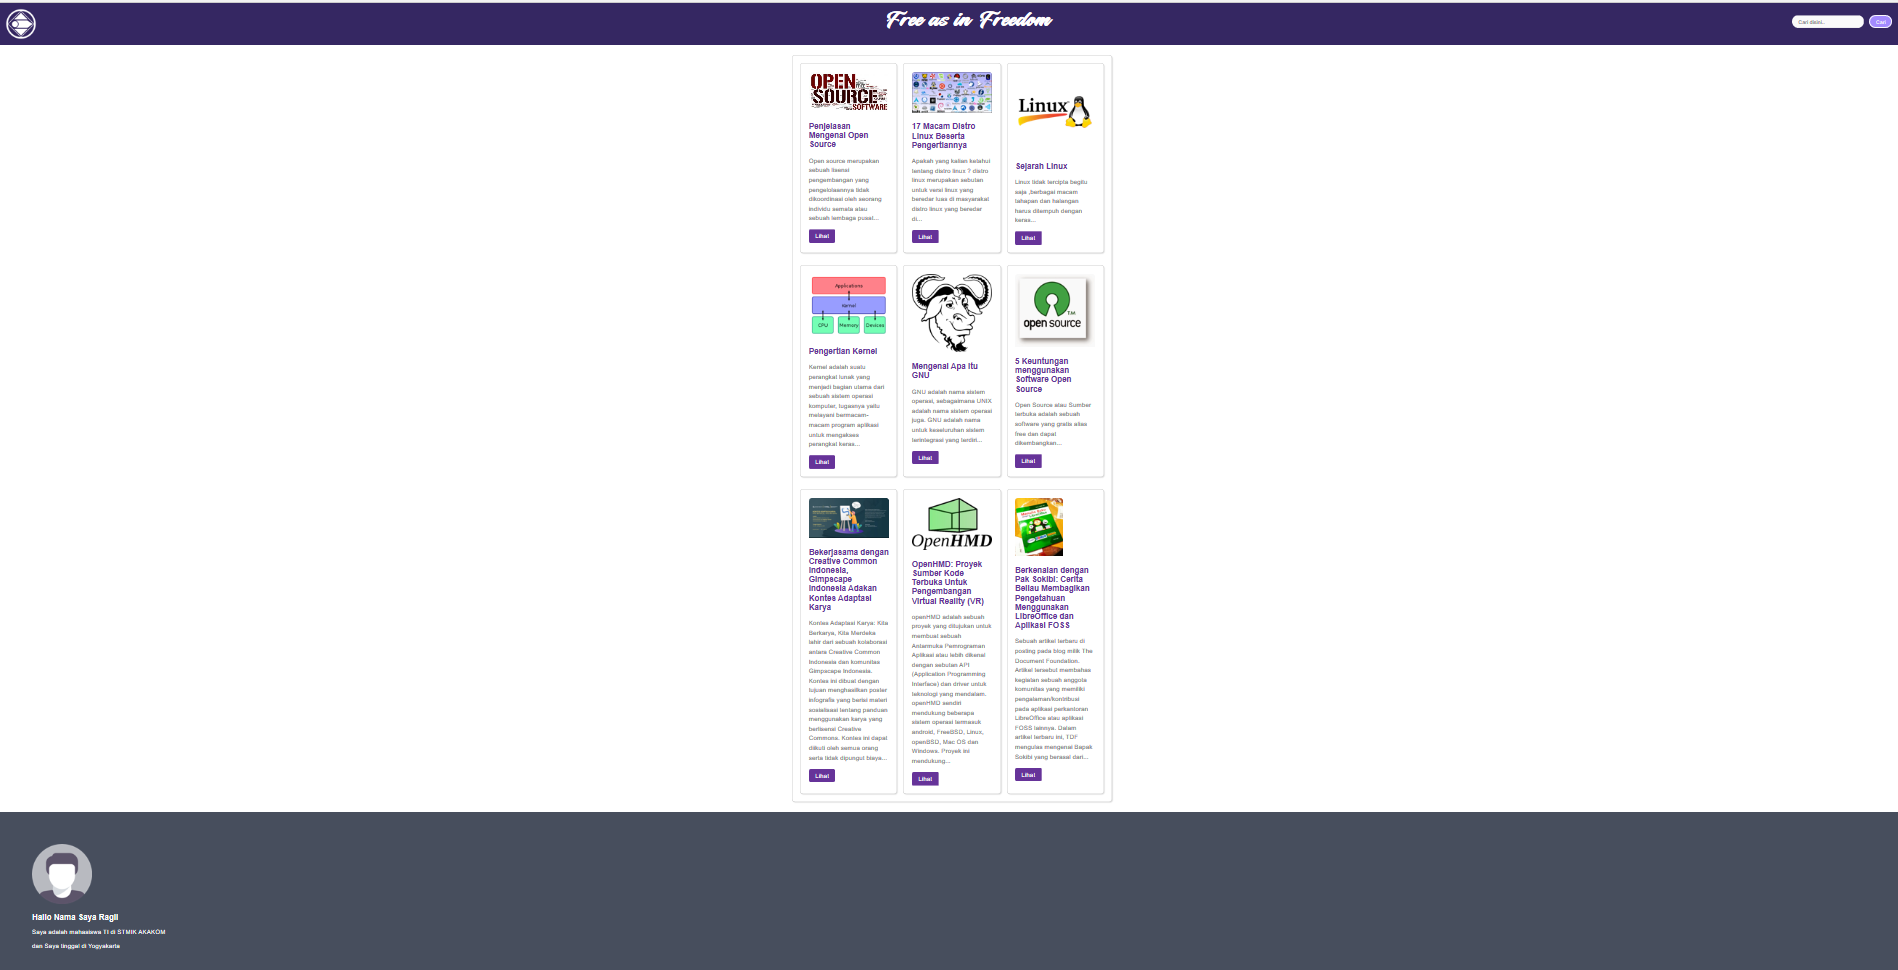 Free as in Freedom
Cari disini..
Cari
OPEN
SOURCE
SOFTWARE
Penjelasan
Mengenai Open
Source
Open source merupakan
sebuah lisensi
pengembangan yang
pengelolaannya tidak
dikoordinasi oleh seorang
individu semata atau
sebuah lembaga pusat...
Lihat
17 Macam Distro
Linux Beserta
Pengertiannya
Apakah yang kalian ketahui
tentang distro linux ? distro
linux merupakan sebutan
untuk versi linux yang
beredar luas di masyarakat
distro linux yang beredar
di...
Lihat
Linux
Sejarah Linux
Linux tidak tercipta begitu
saja ,berbagai macam
tahapan dan halangan
harus ditempuh dengan
keras...
Lihat
Applications
Kernel
CPU
Memory
Devices
Pengertian Kernel
Kernel adalah suatu
perangkat lunak yang
menjadi bagian utama dari
sebuah sistem operasi
komputer, tugasnya yaitu
melayani bermacam-
macam program aplikasi
untuk mengakses
perangkat keras...
Lihat
Mengenal Apa Itu
GNU
GNU adalah nama sistem
operasi, sebagaimana UNIX
adalah nama sistem operasi
juga. GNU adalah nama
untuk keseluruhan sistem
terintegrasi yang terdiri...
Lihat
TM
open source
5 Keuntungan
menggunakan
Software Open
Source
Open Source atau Sumber
terbuka adalah sebuah
software yang gratis alias
free dan dapat
dikembangkan...
Lihat
Bekerjasama dengan
Creative Common
Indonesia,
Gimpscape
Indonesia Adakan
Kontes Adaptasi
Karya
Kontes Adaptasi Karya: Kita
Berkarya, Kita Merdeka
lahir dari sebuah kolaborasi
antara Creative Common
Indonesia dan komunitas
Gimpscape Indonesia.
Kontes ini dibuat dengan
tujuan menghasilkan poster
infografis yang berisi materi
sosialisasi tentang panduan
menggunakan karya yang
berlisensi Creative
Commons. Kontes ini dapat
diikuti oleh semua orang
serta tidak dipungut biaya...
Lihat
OpenHMD
OpenHMD: Proyek
Sumber Kode
Terbuka Untuk
Pengembangan
Virtual Reality (VR)
openHMD adalah sebuah
proyek yang ditujukan untuk
membuat sebuah
Antarmuka Pemrograman
Aplikasi atau lebih dikenal
dengan sebutan API
(Application Programming
Interface) dan driver untuk
teknologi yang mendalam.
openHMD sendiri
mendukung beberapa
sistem operasi termasuk
android, FreeBSD, Linux,
openBSD, Mac OS dan
Windows. Proyek ini
mendukung...
Lihat
Berkenalan dengan
Pak Sokibi: Cerita
Beliau Membagikan
Pengetahuan
Menggunakan
LibreOffice dan
Aplikasi FOSS
Sebuah artikel terbaru di
posting pada blog milik The
Document Foundation.
Artikel tersebut membahas
kegiatan sebuah anggota
komunitas yang memiliki
pengalaman/kontribusi
pada aplikasi perkantoran
LibreOffice atau aplikasi
FOSS lainnya. Dalam
artikel terbaru ini, TDF
mengulas mengenai Bapak
Sokibi yang berasal dari...
Lihat
Hallo Nama Saya Ragil
Saya adalah mahasiswa TI di STMIK AKAKOM
dan Saya tinggal di Yogyakarta